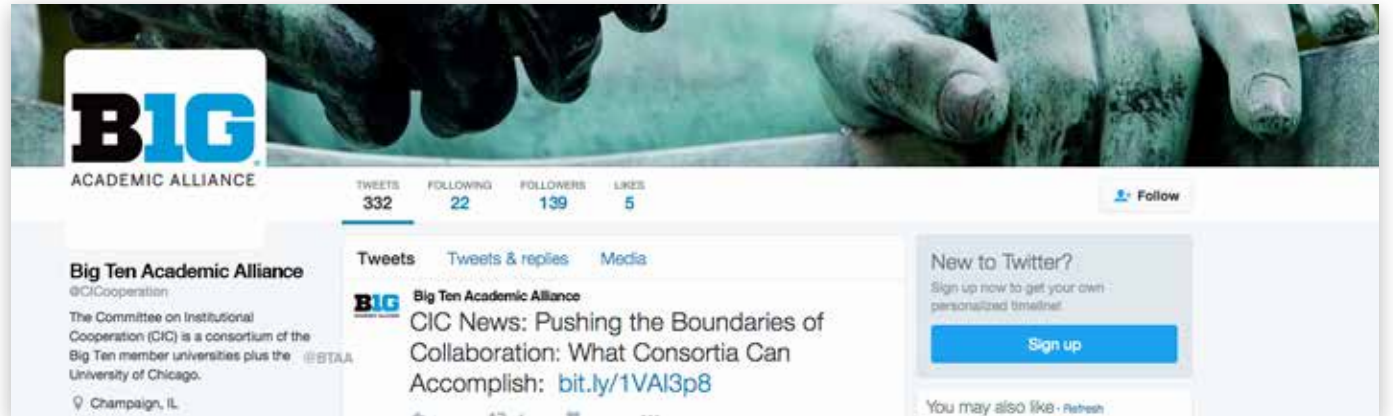 B1G
ACADEMIC ALLIANCE
TWEETS FOLLOWING FOLLOWERS LIKES
332 22 139 5
Follow
Big Ten Academic Alliance
@CICooperation
The Committee on Institutional
Cooperation (CIC) is a consortium of the
Big Ten member universities plus the @BTAA
University of Chicago.
Champaign, IL
Tweets Tweets & replies Media
B1G
Big Ten Academic Alliance
CIC News: Pushing the Boundaries of
Collaboration: What Consortia Can
Accomplish: bit.ly/1VAl3p8
New to Twitter?
Sign up now to get your own
personalized timeline!
Sign up
You may also like · Refresh